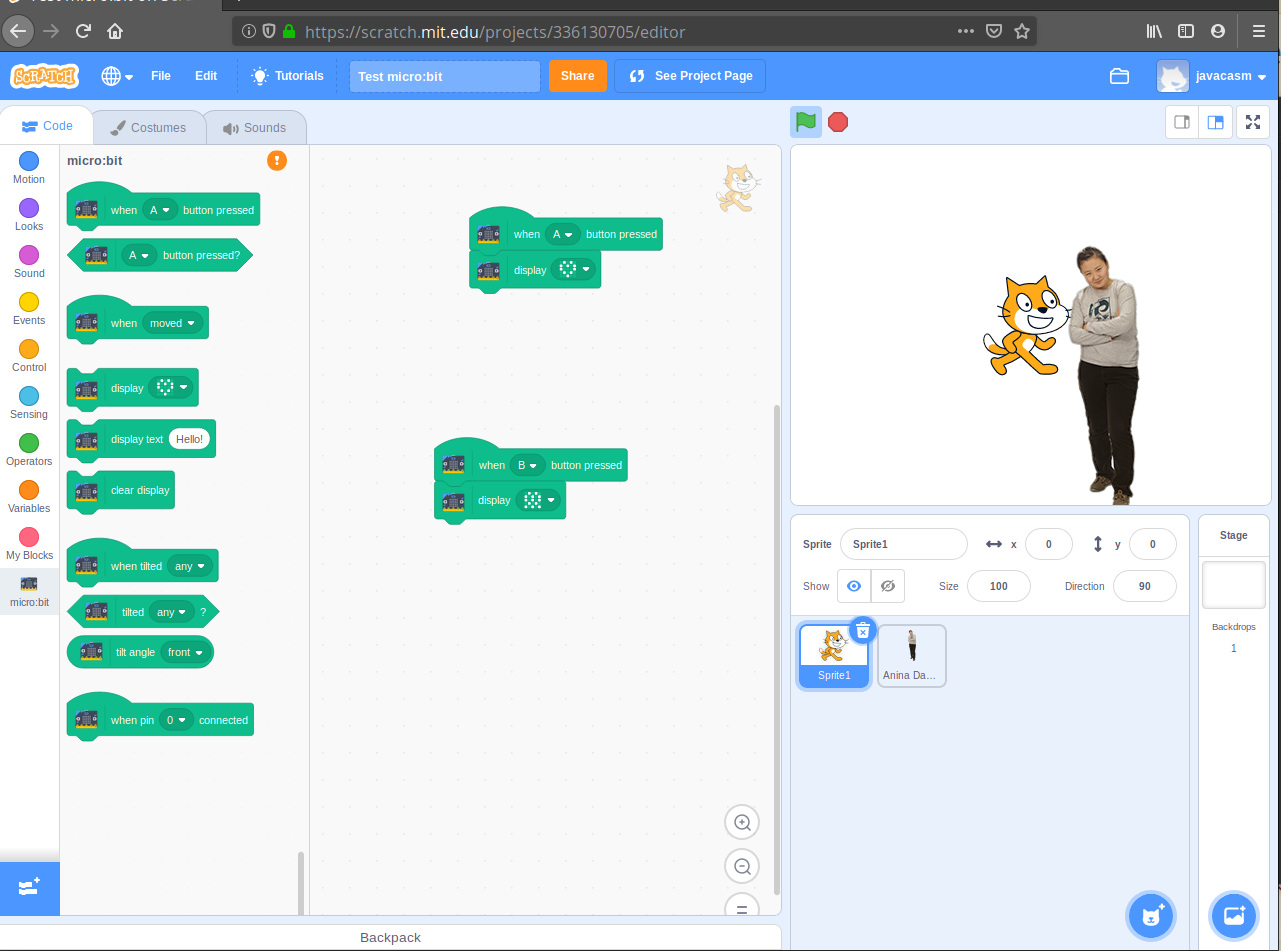 https://scratch.mit.edu/projects/336130705/editor
SCRATCH
File
Edit
Tutorials
Test micro:bit
Share
See Project Page
javacasm
Code
Costumes
Sounds
Motion
Looks
Sound
Events
Control
Sensing
Operators
Variables
My Blocks
micro:bit
micro:bit
when A button pressed
A button pressed?
when moved
display
display text Hello!
clear display
when tilted any
tilted any ?
tilt angle front
when pin 0 connected
when A button pressed
display
when B button pressed
display
Backpack
Sprite Sprite1 x 0 y 0
Show Size 100 Direction 90
Sprite1
Anina Da...
Stage
Backdrops
1